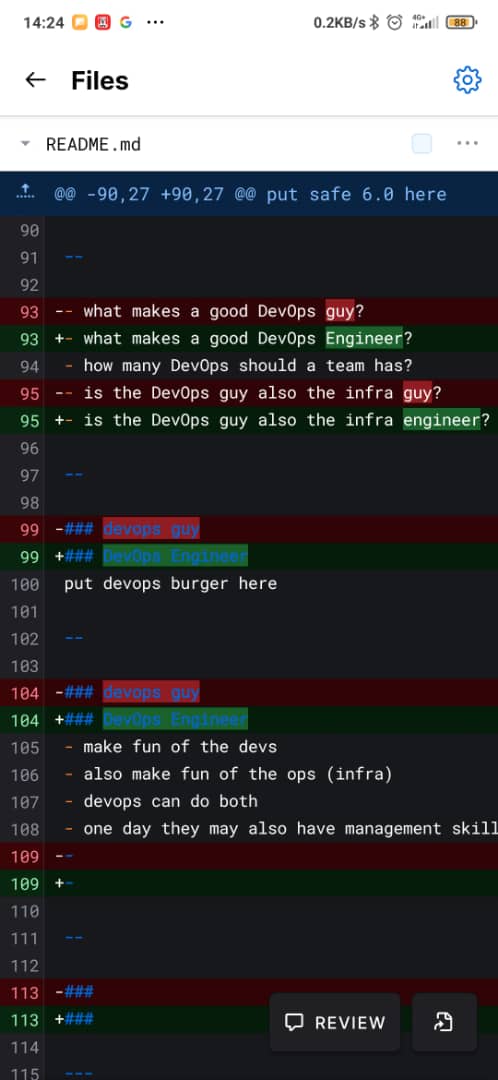 14:24 G ... 0.2KB/s 4G+ 88
← Files
README.md ...
@@ -90,27 +90,27 @@ put safe 6.0 here
90
91 --
92
93 -- what makes a good DevOps guy?
93 +- what makes a good DevOps Engineer?
94 - how many DevOps should a team has?
95 -- is the DevOps guy also the infra guy?
95 +- is the DevOps guy also the infra engineer?
96
97 --
98
99 -### devops guy
99 +### DevOps Engineer
100 put devops burger here
101
102 --
103
104 -### devops guy
104 +### DevOps Engineer
105 - make fun of the devs
106 - also make fun of the ops (infra)
107 - devops can do both
108 - one day they may also have management skill
109 --
109 +-
110
111 --
112
113 -###
113 +###
REVIEW
114
115 ---